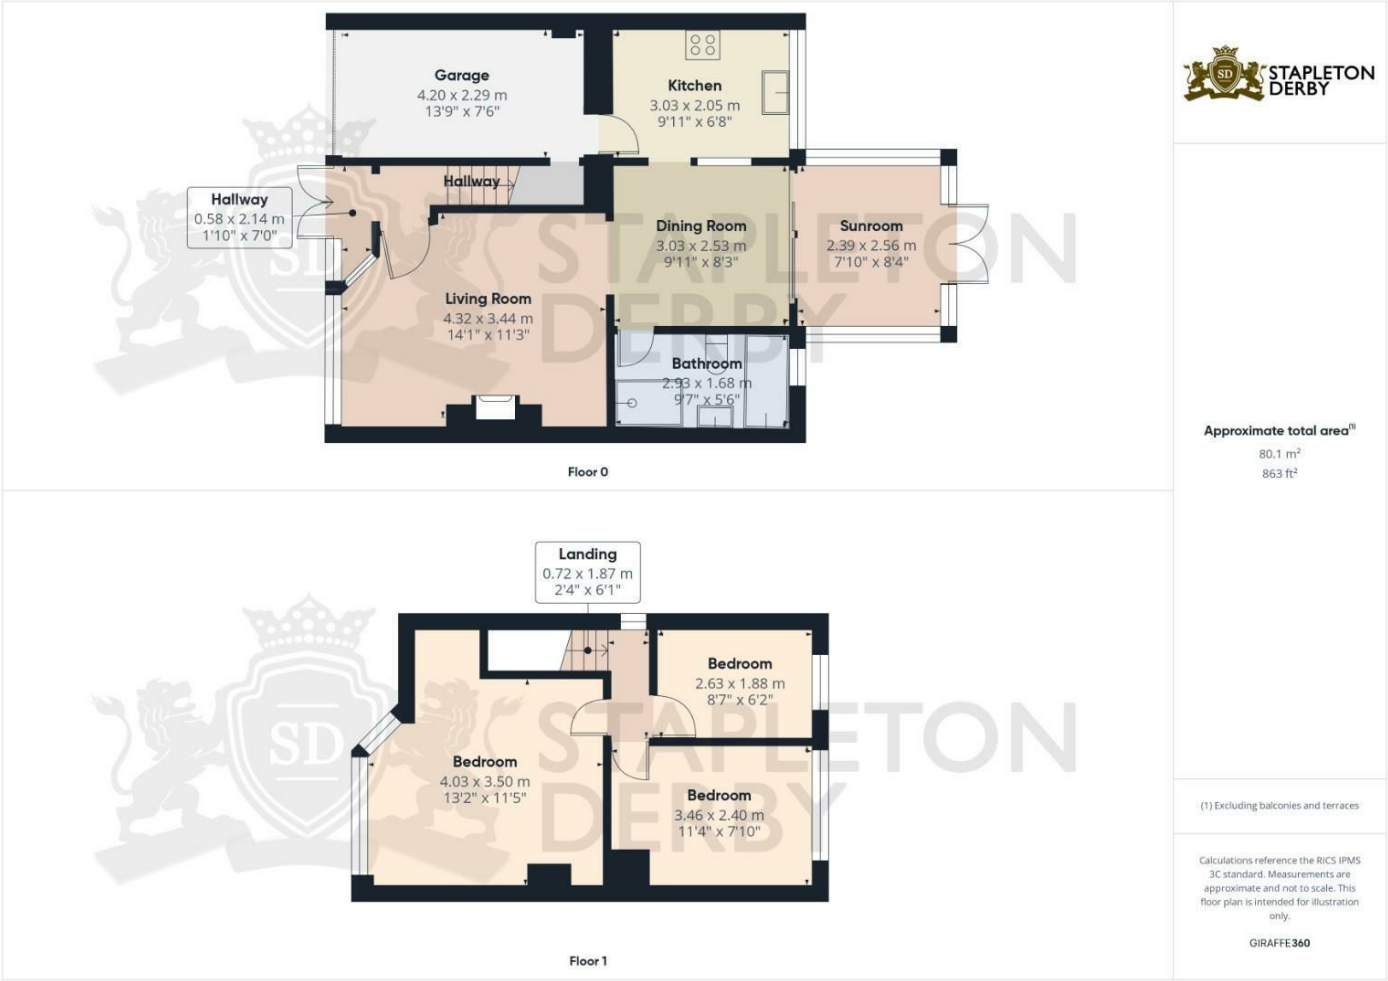 Garage
4.20 x 2.29 m
13'9" x 7'6"
Kitchen
3.03 x 2.05 m
9'11" x 6'8"
Hallway
Hallway
0.58 x 2.14 m
1'10" x 7'0"
Dining Room
3.03 x 2.53 m
9'11" x 8'3"
Sunroom
2.39 x 2.56 m
7'10" x 8'4"
Living Room
4.32 x 3.44 m
14'1" x 11'3"
Bathroom
2.93 x 1.68 m
9'7" x 5'6"
SD
STAPLETON
DERBY
Floor 0
Landing
0.72 x 1.87 m
2'4" x 6'1"
Bedroom
2.63 x 1.88 m
8'7" x 6'2"
Bedroom
4.03 x 3.50 m
13'2" x 11'5"
Bedroom
3.46 x 2.40 m
11'4" x 7'10"
SD
STAPLETON
DERBY
Floor 1
SD
STAPLETON
DERBY
Approximate total area(1)
80.1 m²
863 ft²
(1) Excluding balconies and terraces
Calculations reference the RICS IPMS
3C standard. Measurements are
approximate and not to scale. This
floor plan is intended for illustration
only.
GIRAFFE360